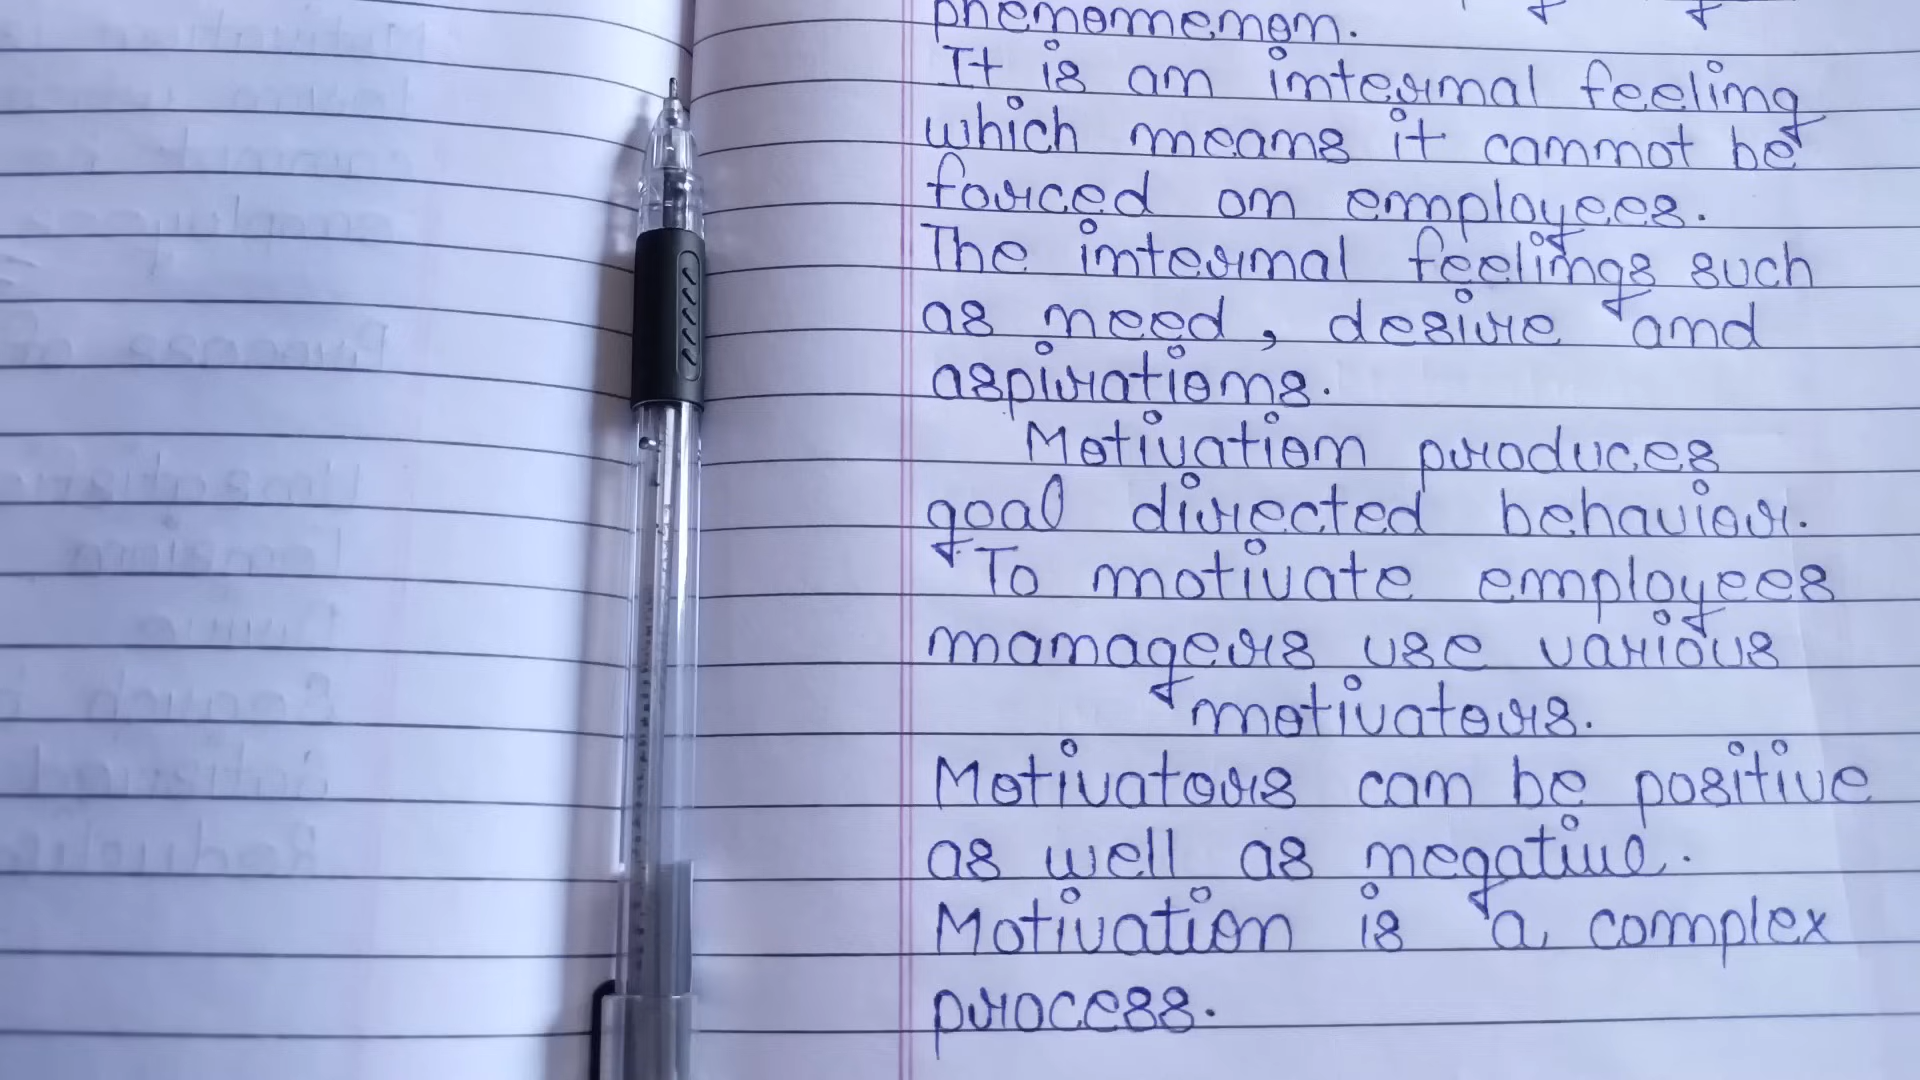 phenomenon.
It is an internal feeling
which means it cannot be
forced on employees.
The internal feelings such
as need, desire and
aspirations.
Motivation produces
goal directed behaviour.
To motivate employees
managers use various
motivators.
Motivators can be positive
as well as negative.
Motivation is a complex
process.